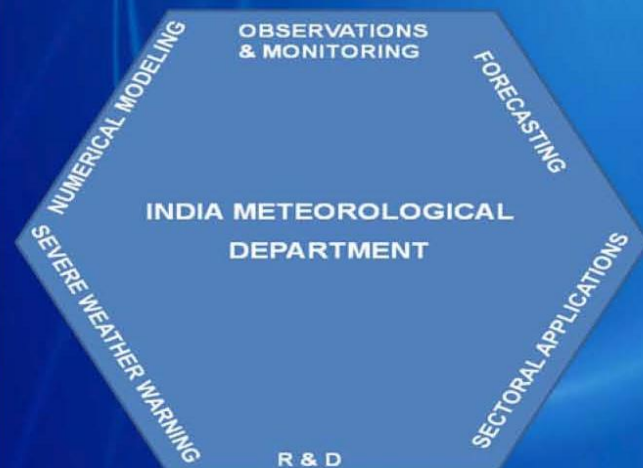 OBSERVATIONS
& MONITORING
FORECASTING
NUMERICAL MODELING
INDIA METEOROLOGICAL
DEPARTMENT
SEVERE WEATHER WARNING
SECTORAL APPLICATIONS
R & D